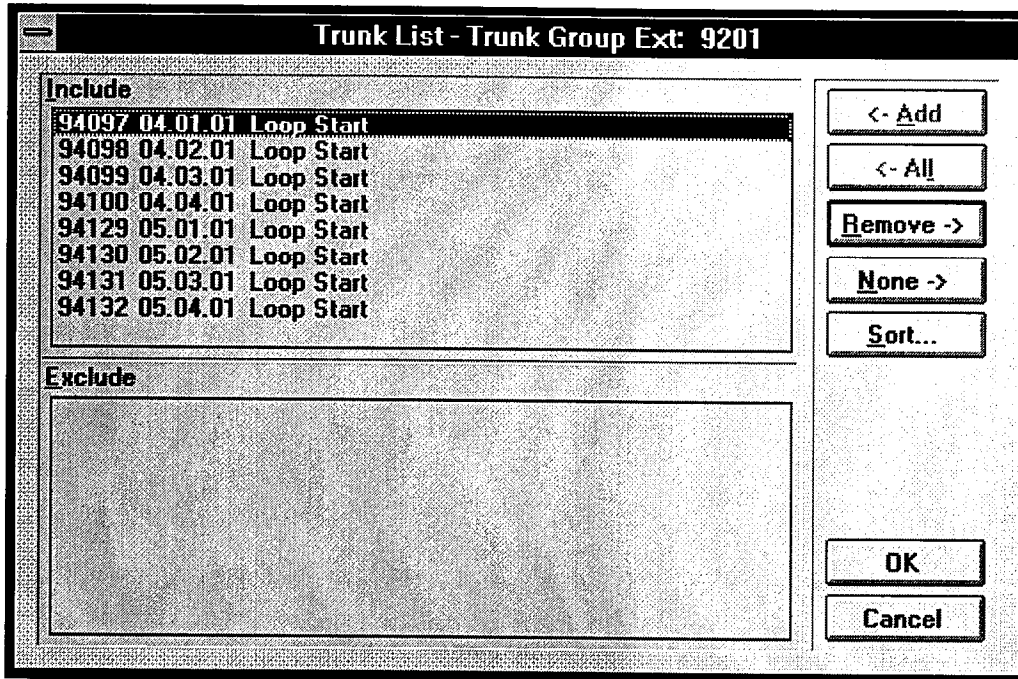 Trunk List - Trunk Group Ext: 9201
Include
94097 04.01.01 Loop Start
94098 04.02.01 Loop Start
94099 04.03.01 Loop Start
94100 04.04.01 Loop Start
94129 05.01.01 Loop Start
94130 05.02.01 Loop Start
94131 05.03.01 Loop Start
94132 05.04.01 Loop Start
Exclude
<- Add
<- All
Remove ->
None ->
Sort...
OK
Cancel